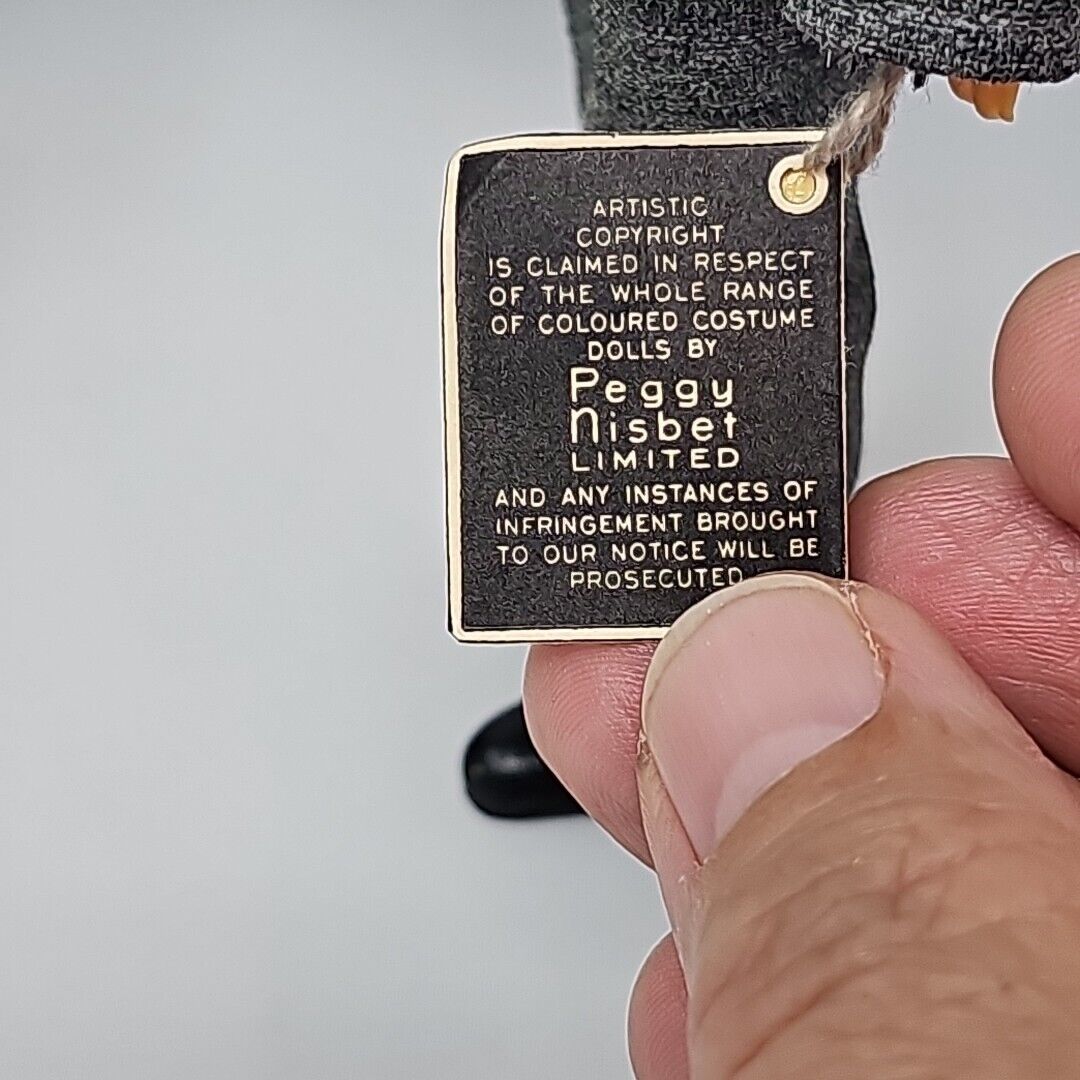 ARTISTIC
COPYRIGHT
IS CLAIMED IN RESPECT
OF THE WHOLE RANGE
OF COLOURED COSTUME
DOLLS BY
Peggy
Nisbet
LIMITED
AND ANY INSTANCES OF
INFRINGEMENT BROUGHT
TO OUR NOTICE WILL BE
PROSECUTED